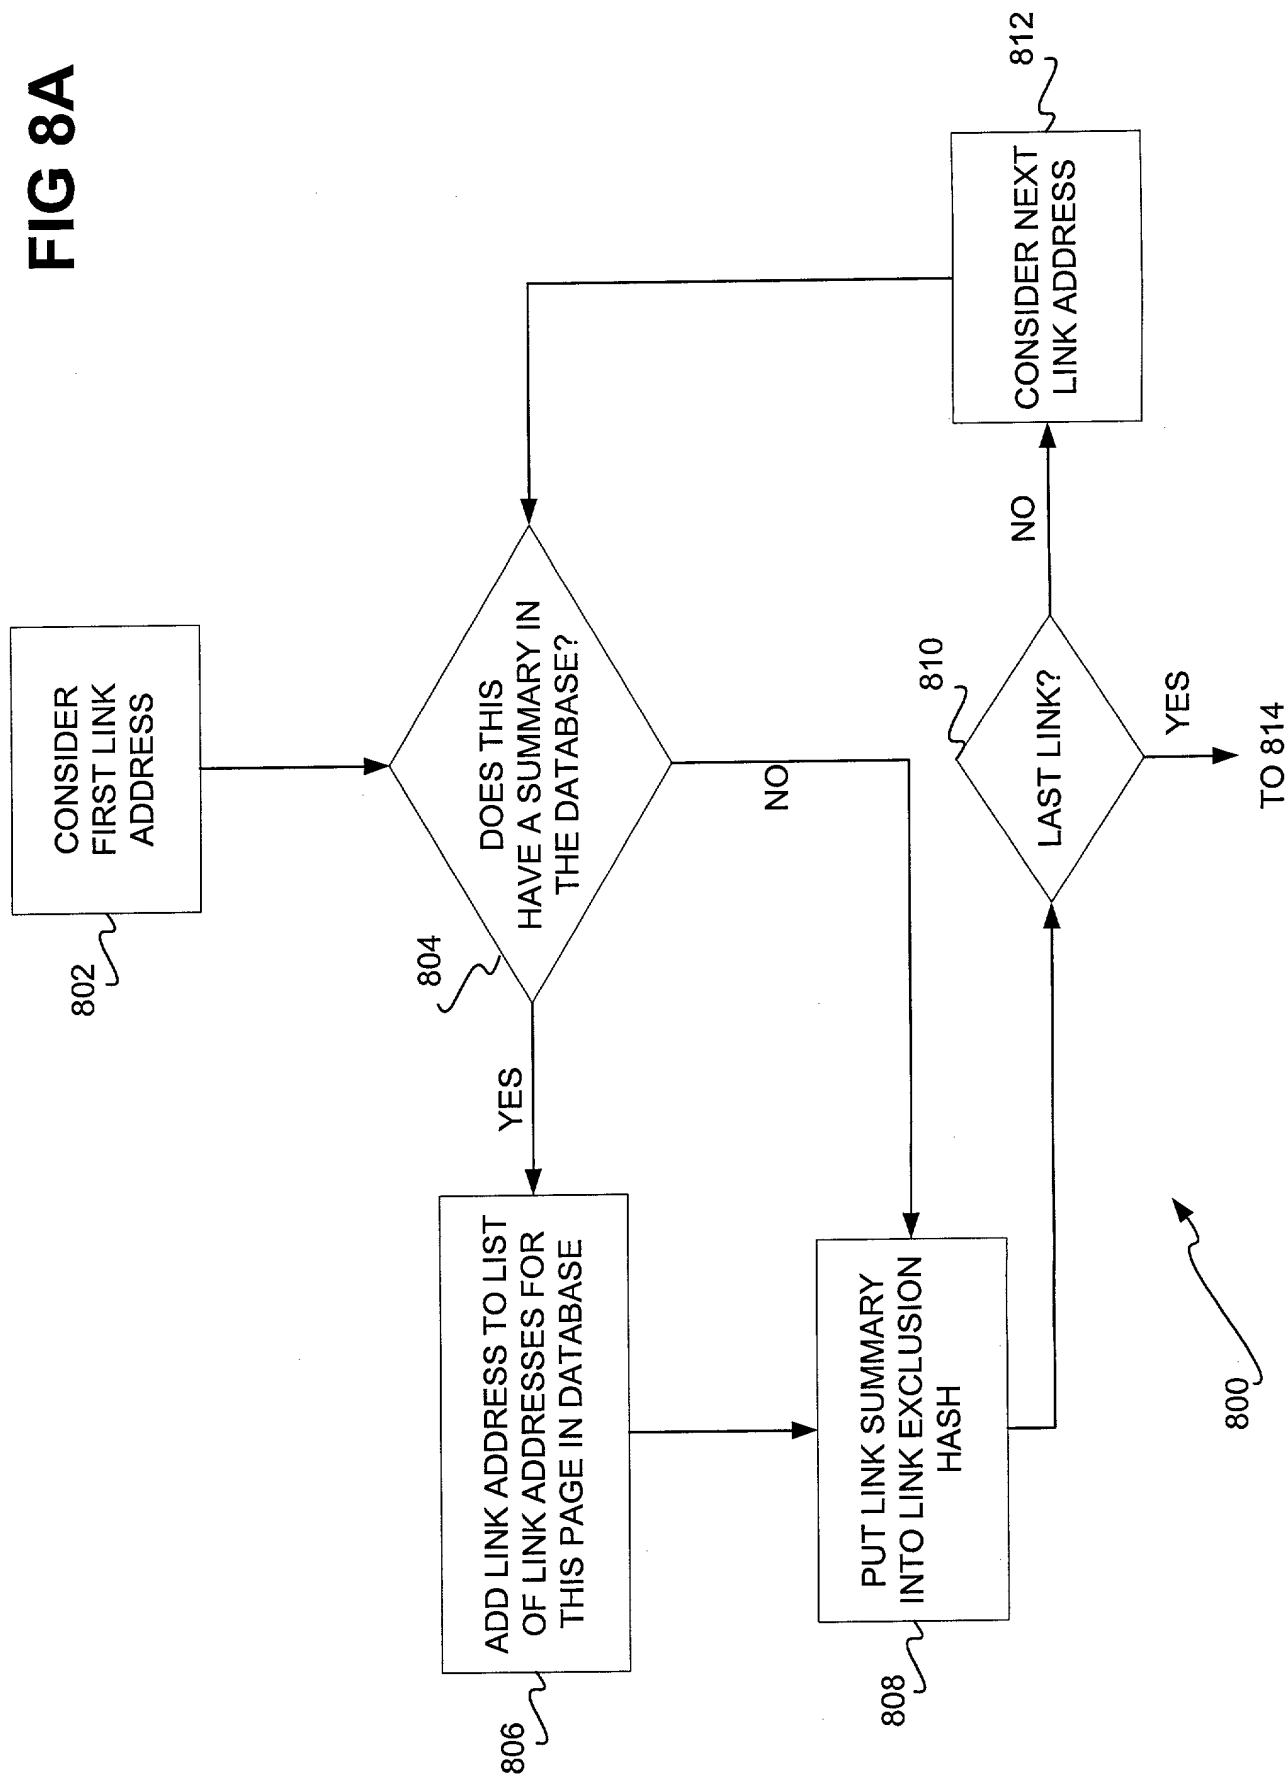 FIG 8A
802
CONSIDER
FIRST LINK
ADDRESS
804
DOES THIS
HAVE A SUMMARY IN
THE DATABASE?
YES
NO
806
ADD LINK ADDRESS TO LIST
OF LINK ADDRESSES FOR
THIS PAGE IN DATABASE
808
PUT LINK SUMMARY
INTO LINK EXCLUSION
HASH
810
LAST LINK?
NO
YES
812
CONSIDER NEXT
LINK ADDRESS
TO 814
800